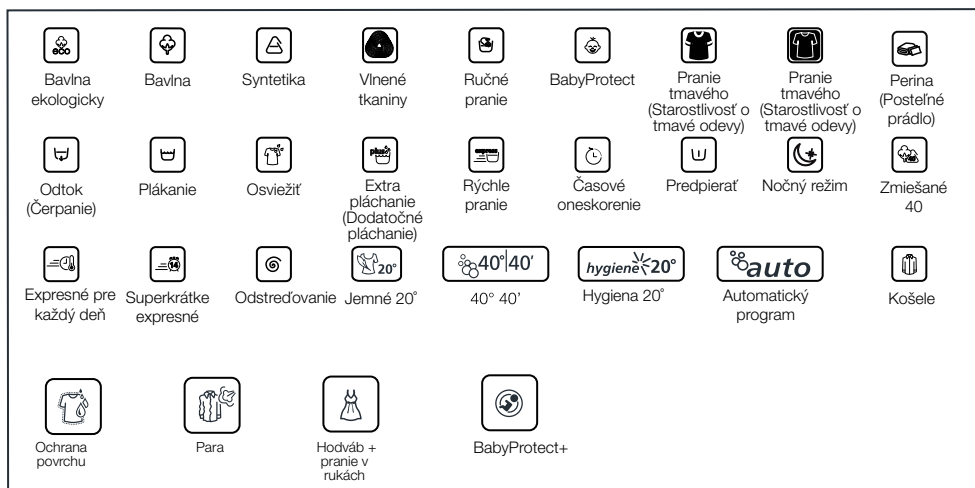 eco
Bavlna
ekologicky
Bavlna
Syntetika
Vlnené
tkaniny
Ručné
pranie
BabyProtect
Pranie
tmavého
(Starostlivosť o
tmavé odevy)
Pranie
tmavého
(Starostlivosť o
tmavé odevy)
Perina
(Posteľné
prádlo)
Odtok
(Čerpanie)
Plákanie
Osviežiť
plus
Extra
pláchanie
(Dodatočné
pláchanie)
express
Rýchle
pranie
Časové
oneskorenie
Predpierať
Nočný režim
Zmiešané
40
Expresné pre
každý deň
14
Superkrátke
expresné
Odstreďovanie
20°
Jemné 20°
40° 40'
40° 40’
hygiene 20°
Hygiena 20°
auto
Automatický
program
Košele
Ochrana
povrchu
Para
Hodváb +
pranie v
rukách
BabyProtect+